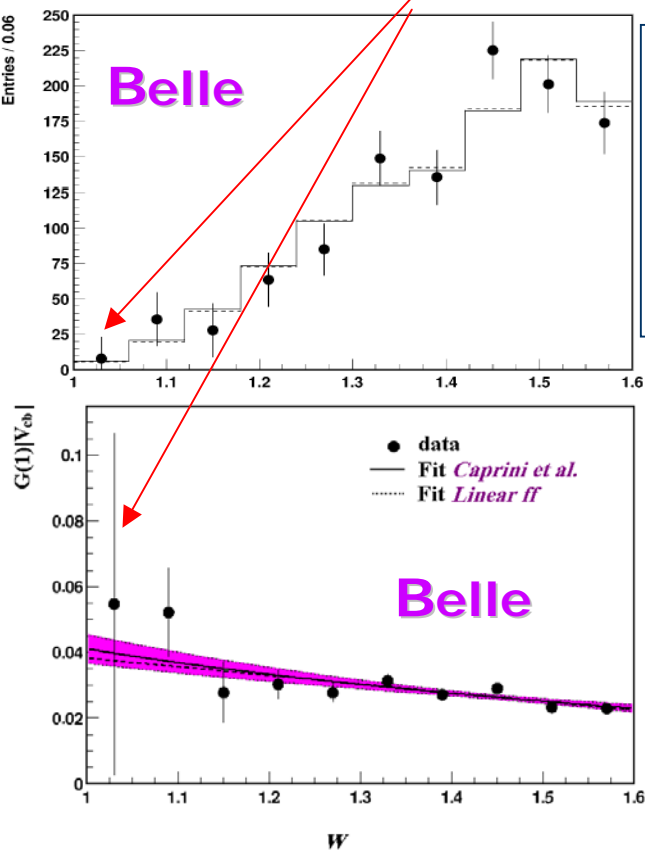 Entries / 0.06
250
225
200
175
150
125
100
75
50
25
0
Belle
1 1.1 1.2 1.3 1.4 1.5 1.6
G(1)|Vcb|
0.1
0.08
0.06
0.04
0.02
0
data
Fit Caprini et al.
Fit Linear ff
Belle
1 1.1 1.2 1.3 1.4 1.5 1.6
W